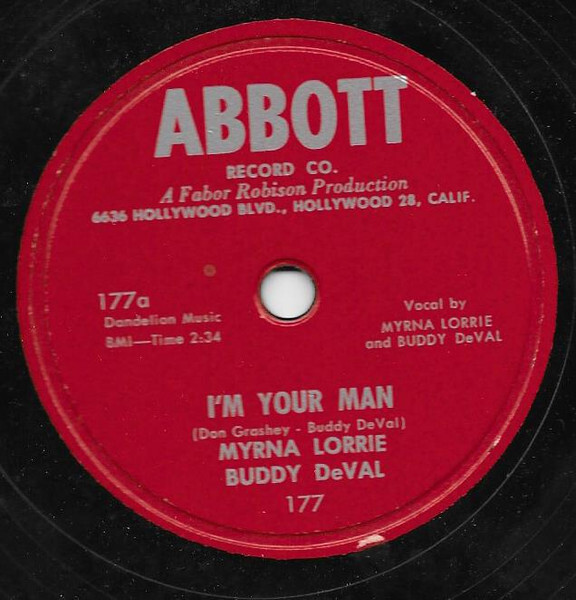 ABBOTT
RECORD CO.
A Fabor Robison Production
6636 HOLLYWOOD BLVD., HOLLYWOOD 28, CALIF.
177a
Dandelion Music
BMI—Time 2:34
Vocal by
MYRNA LORRIE
and BUDDY DeVAL
I'M YOUR MAN
(Don Grashey - Buddy DeVal)
MYRNA LORRIE
BUDDY DeVAL
177